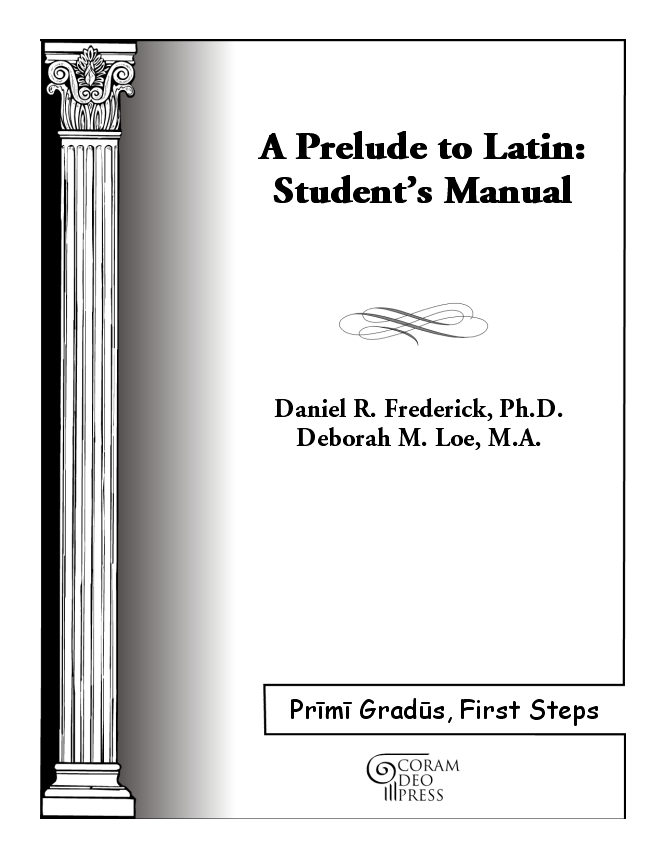 A Prelude to Latin:
Student’s Manual
Daniel R. Frederick, Ph.D.
Deborah M. Loe, M.A.
Prīmī Gradūs, First Steps
CORAM
DEO
PRESS